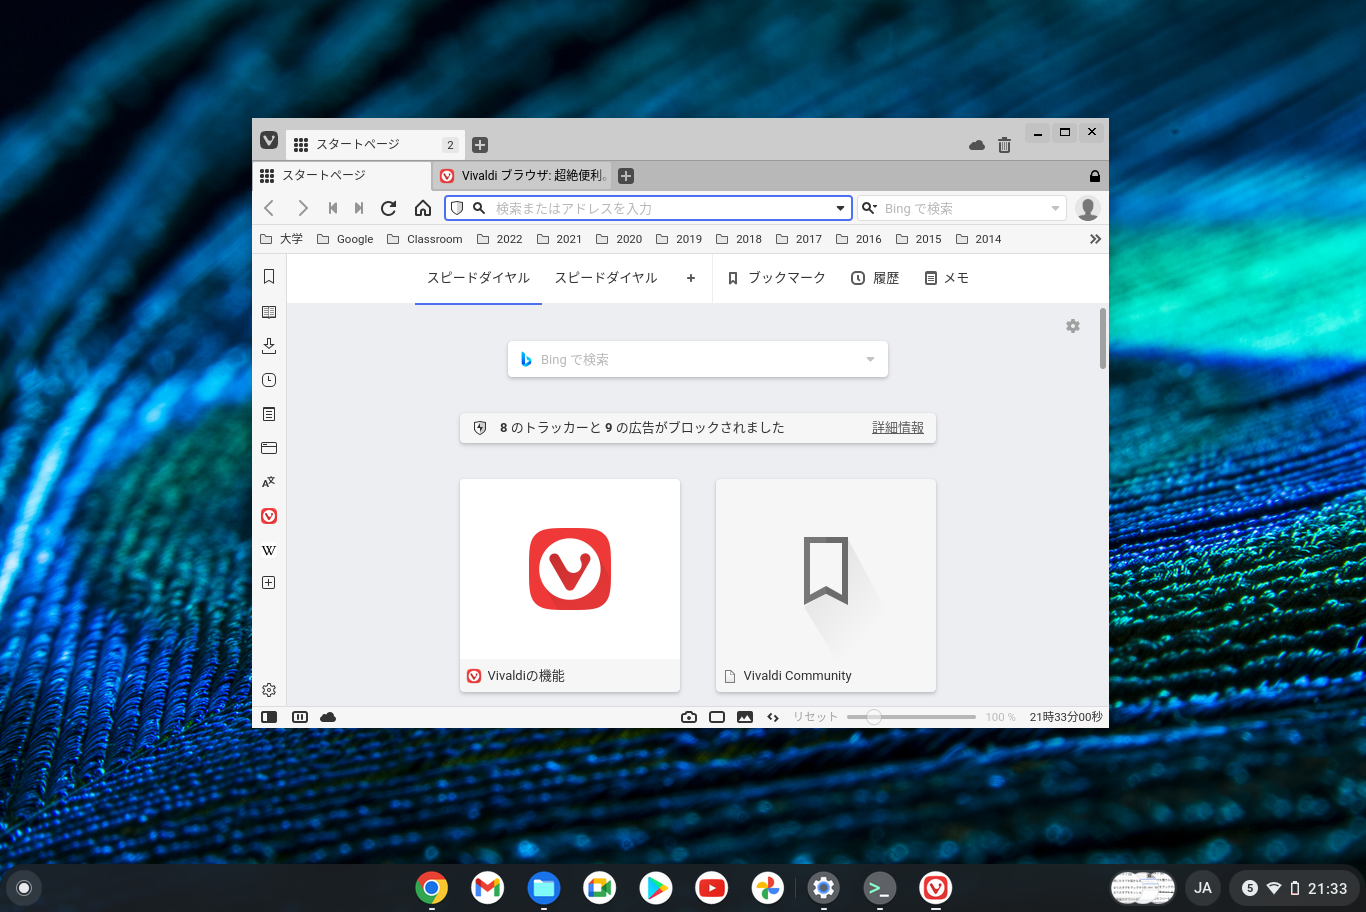 スタートページ 2
スタートページ Vivaldi ブラウザ: 超絶便利。
検索またはアドレスを入力 Bing で検索
大学 Google Classroom 2022 2021 2020 2019 2018 2017 2016 2015 2014
スピードダイヤル スピードダイヤル + ブックマーク 履歴 メモ
Bing で検索
8 のトラッカーと 9 の広告がブロックされました 詳細情報
W
Vivaldiの機能 Vivaldi Community
リセット 100 % 21時33分00秒
JA 5 21:33